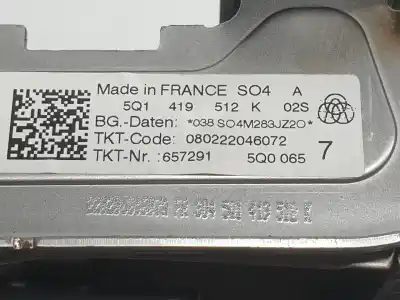 Made in FRANCE SO4 A
5Q1 419 512 K 02S
BG.-Daten: *038 SO4M283JZ2O*
TKT-Code: 080222046072
TKT-Nr.:657291 5Q0 065 7